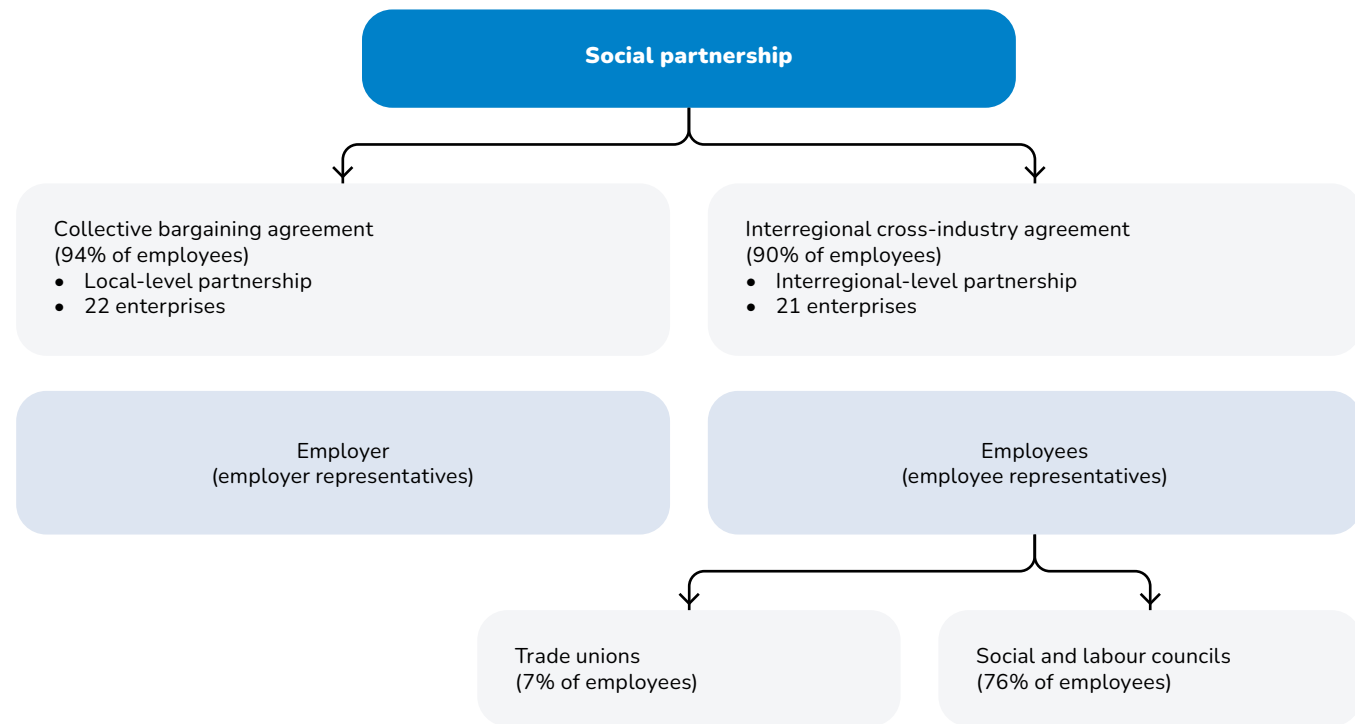 Social partnership
Collective bargaining agreement
(94% of employees)
• Local-level partnership
• 22 enterprises
Interregional cross-industry agreement
(90% of employees)
• Interregional-level partnership
• 21 enterprises
Employer
(employer representatives)
Employees
(employee representatives)
Trade unions
(7% of employees)
Social and labour councils
(76% of employees)